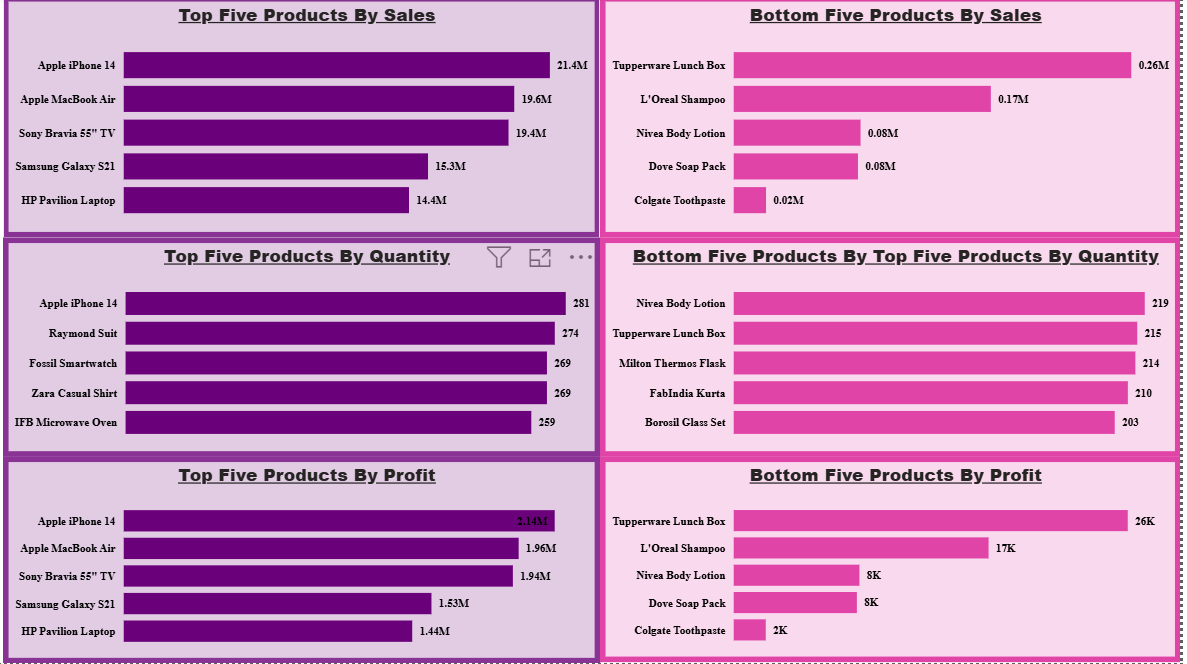 Top Five Products By Sales
Apple iPhone 14 21.4M
Apple MacBook Air 19.6M
Sony Bravia 55" TV 19.4M
Samsung Galaxy S21 15.3M
HP Pavilion Laptop 14.4M
Bottom Five Products By Sales
Tupperware Lunch Box 0.26M
L'Oreal Shampoo 0.17M
Nivea Body Lotion 0.08M
Dove Soap Pack 0.08M
Colgate Toothpaste 0.02M
Top Five Products By Quantity
Apple iPhone 14 281
Raymond Suit 274
Fossil Smartwatch 269
Zara Casual Shirt 269
IFB Microwave Oven 259
Bottom Five Products By Top Five Products By Quantity
Nivea Body Lotion 219
Tupperware Lunch Box 215
Milton Thermos Flask 214
FabIndia Kurta 210
Borosil Glass Set 203
Top Five Products By Profit
Apple iPhone 14 2.14M
Apple MacBook Air 1.96M
Sony Bravia 55" TV 1.94M
Samsung Galaxy S21 1.53M
HP Pavilion Laptop 1.44M
Bottom Five Products By Profit
Tupperware Lunch Box 26K
L'Oreal Shampoo 17K
Nivea Body Lotion 8K
Dove Soap Pack 8K
Colgate Toothpaste 2K